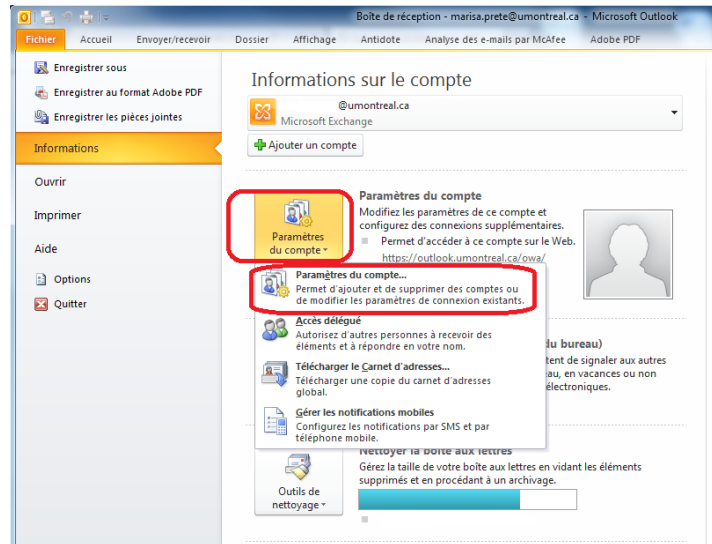 Boîte de réception - marisa.prete@umontreal.ca - Microsoft Outlook
Fichier Accueil Envoyer/recevoir Dossier Affichage Antidote Analyse des e-mails par McAfee Adobe PDF
Enregistrer sous
Enregistrer au format Adobe PDF
Enregistrer les pièces jointes
Informations
Ouvrir
Imprimer
Aide
Options
Quitter
Informations sur le compte
@umontreal.ca
Microsoft Exchange
Ajouter un compte
Paramètres
du compte
Paramètres du compte
Modifiez les paramètres de ce compte et
configurez des connexions supplémentaires.
Permet d'accéder à ce compte sur le Web.
https://outlook.umontreal.ca/owa/
Paramètres du compte...
Permet d'ajouter et de supprimer des comptes ou
de modifier les paramètres de connexion existants.
Accès délégué
Autorisez d'autres personnes à recevoir des
éléments et à répondre en votre nom.
Télécharger le Carnet d'adresses...
Télécharger une copie du carnet d'adresses
global.
Gérer les notifications mobiles
Configurez les notifications par SMS et par
téléphone mobile.
du bureau)
de signaler aux autres
en vacances ou non
électroniques.
Outils de
nettoyage
Nettoyer la boîte aux lettres
Gérez la taille de votre boîte aux lettres en vidant les éléments
supprimés et en procédant à un archivage.